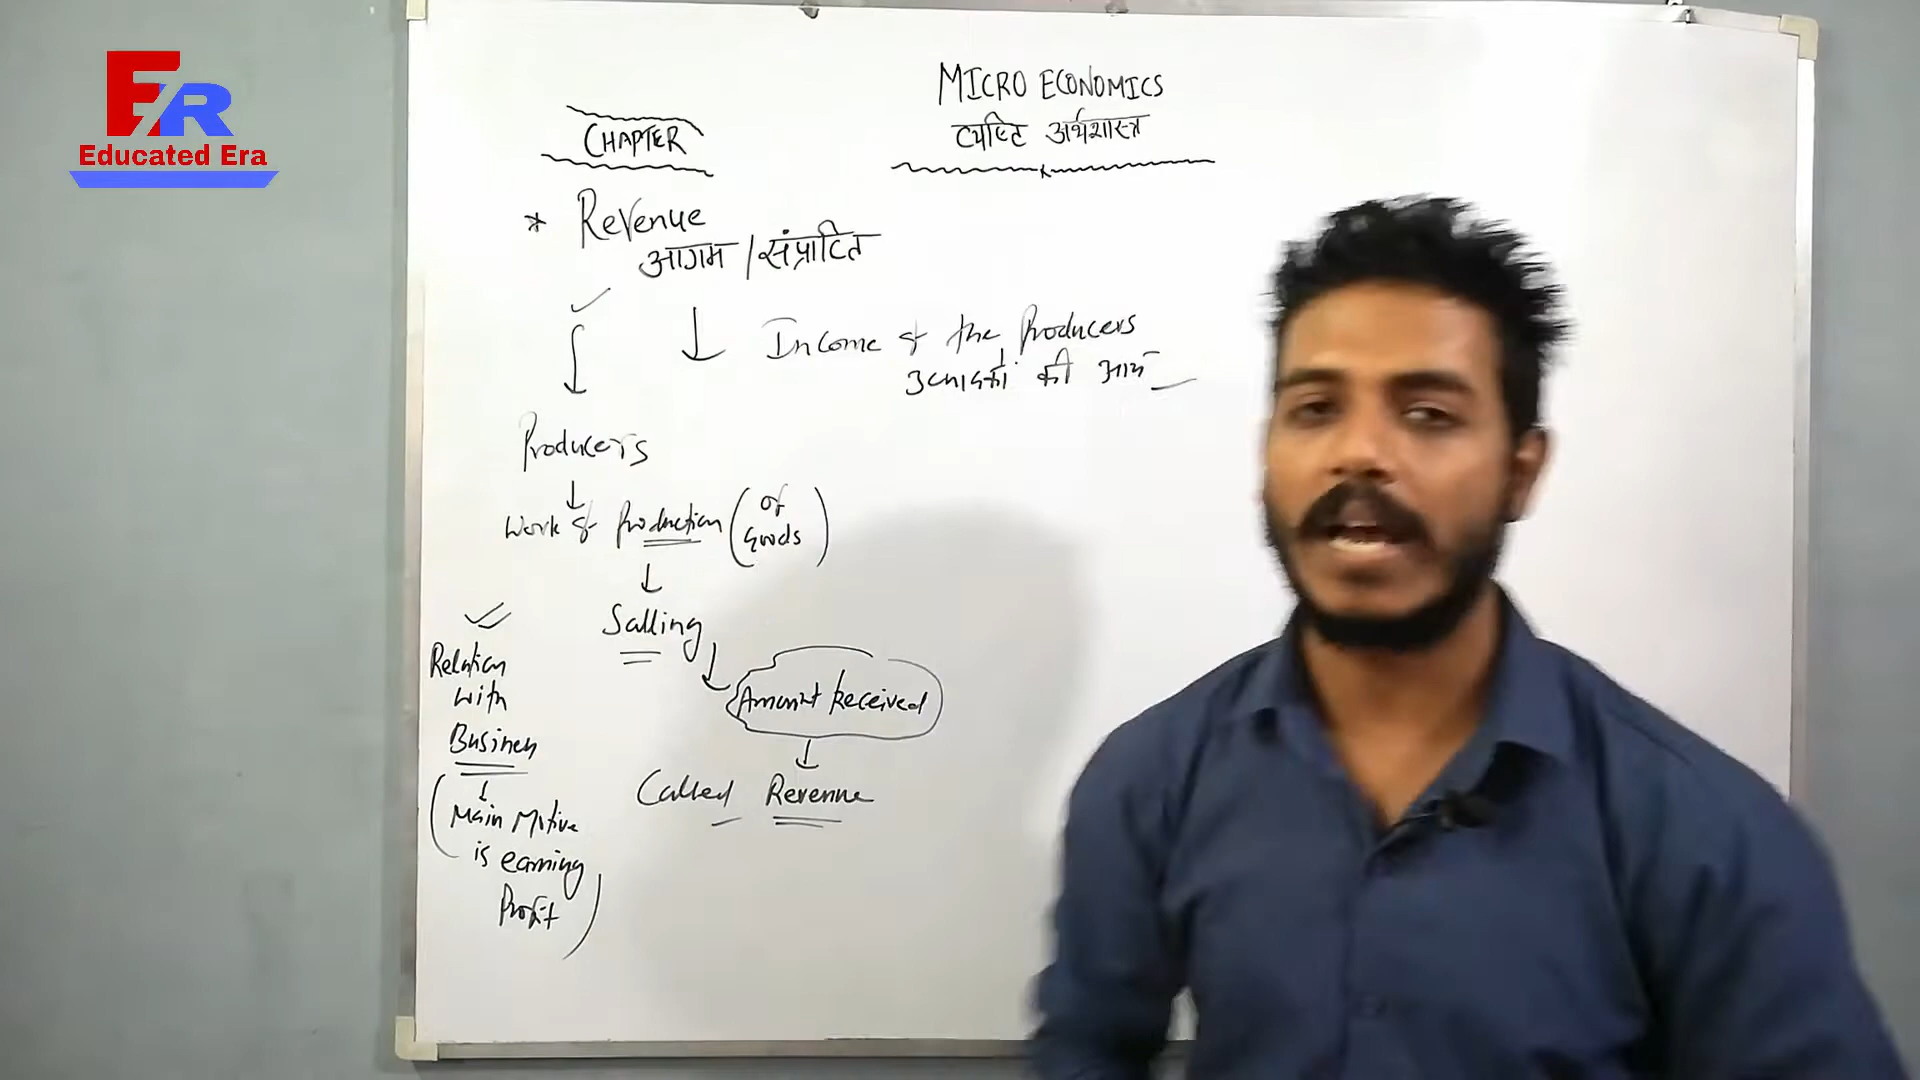 ER
Educated Era
MICRO ECONOMICS
व्यष्टि अर्थशास्त्र
CHAPTER
* Revenue
आगम / संप्राप्ति
Income of the Producers
उत्पादकों की आय
Producers
Work of Production (Of Goods)
Salling
Amount Received
Called Revenue
Relation
with
Business
(Main Motive
is earning
Profit)